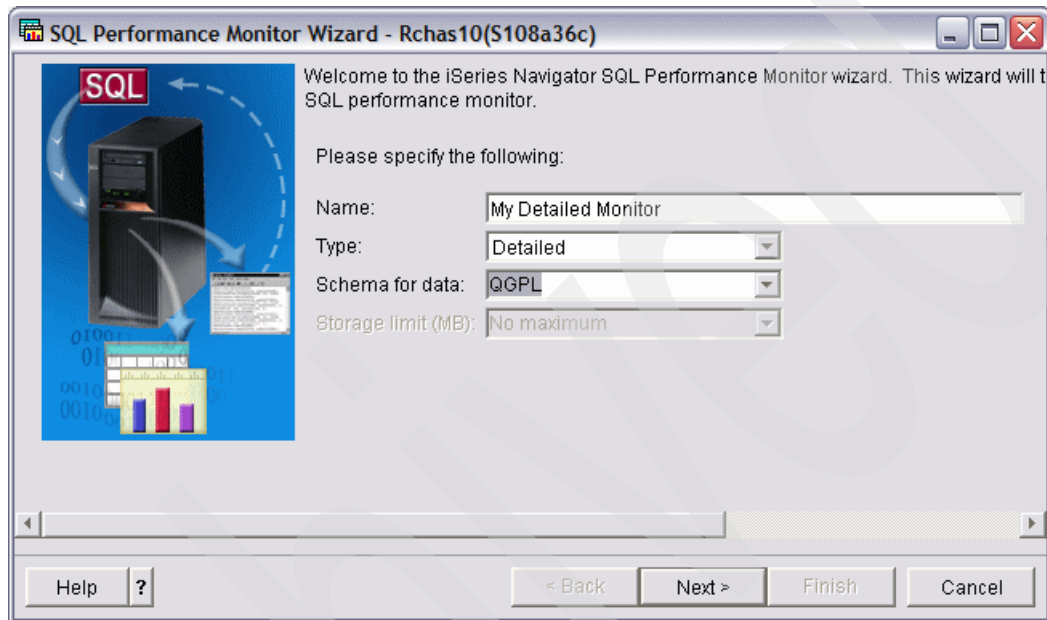 SQL Performance Monitor Wizard - Rchas10(S108a36c)
SQL
Welcome to the iSeries Navigator SQL Performance Monitor wizard. This wizard will t
SQL performance monitor.
Please specify the following:
Name: My Detailed Monitor
Type: Detailed
Schema for data: QGPL
Storage limit (MB): No maximum
Help ? < Back Next > Finish Cancel